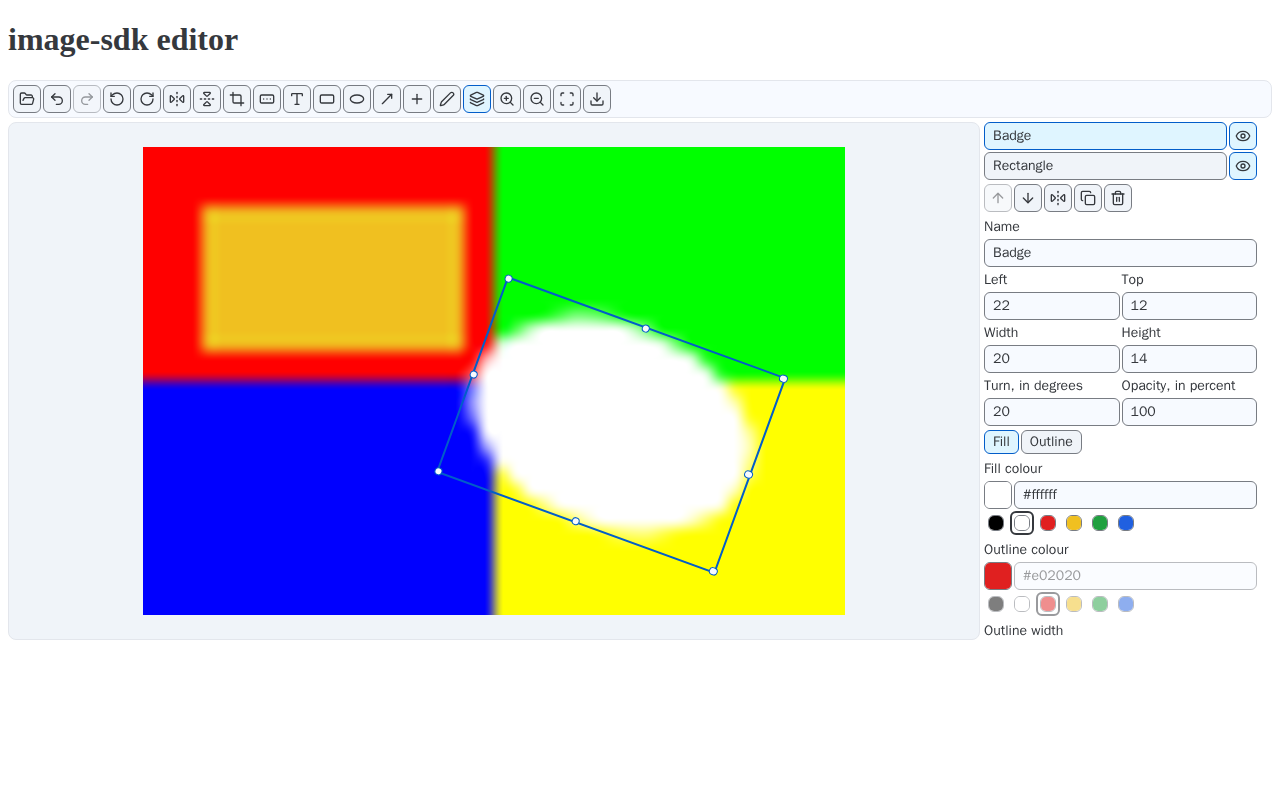 image-sdk editor
Badge
Rectangle
Name
Badge
Left Top
22 12
Width Height
20 14
Turn, in degrees Opacity, in percent
20 100
Fill Outline
Fill colour
#ffffff
Outline colour
#e02020
Outline width